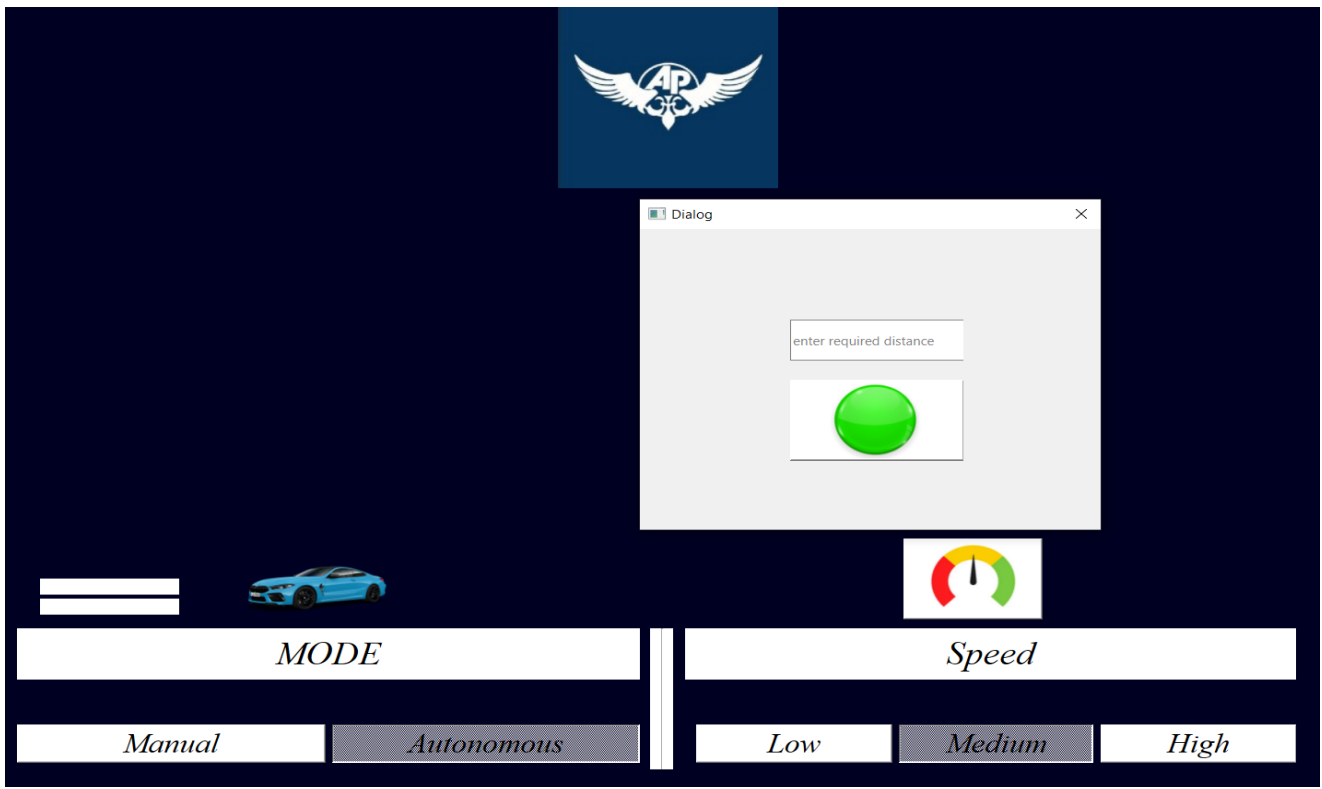 AP
Dialog
enter required distance
MODE
Speed
Manual
Autonomous
Low
Medium
High